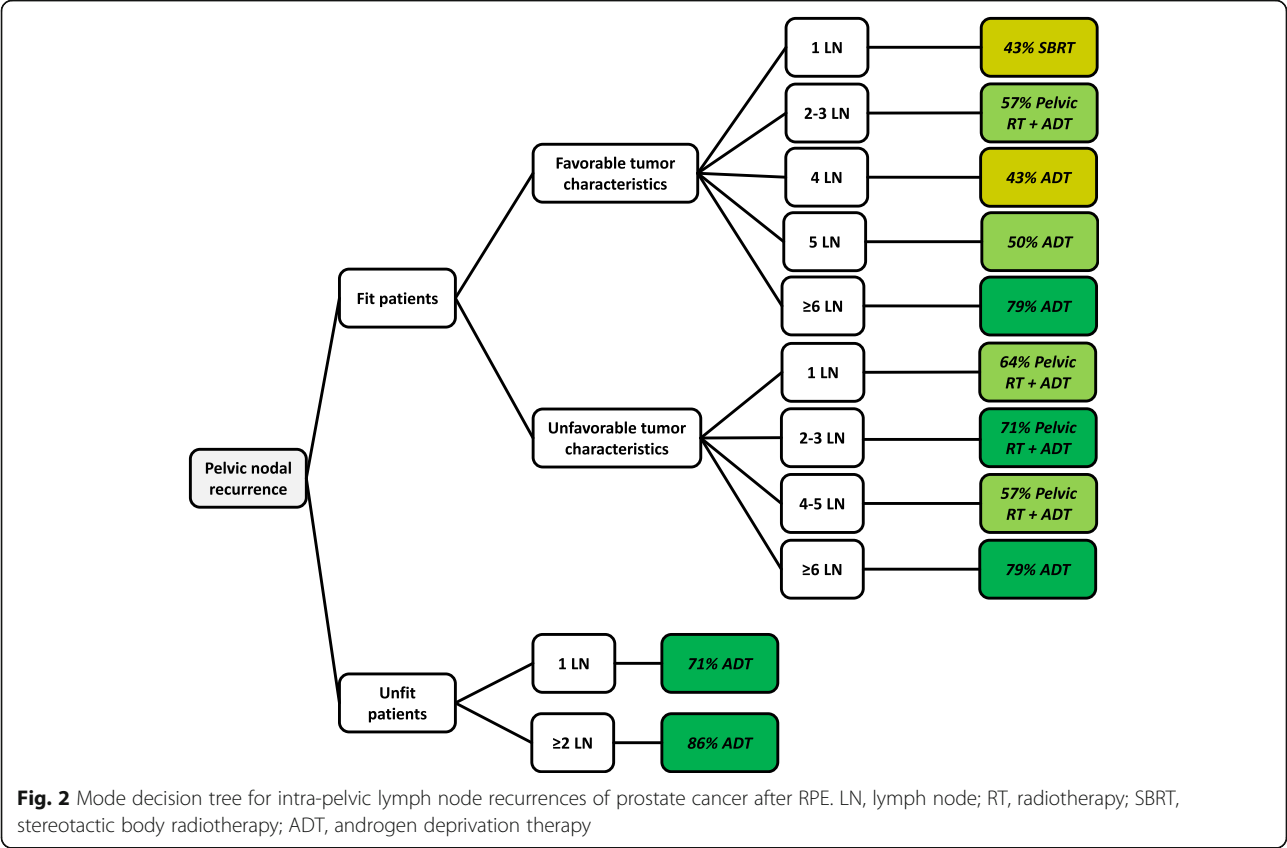 Pelvic nodal
recurrence
Fit patients
Favorable tumor
characteristics
1 LN
43% SBRT
2-3 LN
57% Pelvic
RT + ADT
4 LN
43% ADT
5 LN
50% ADT
≥6 LN
79% ADT
Unfavorable tumor
characteristics
1 LN
64% Pelvic
RT + ADT
2-3 LN
71% Pelvic
RT + ADT
4-5 LN
57% Pelvic
RT + ADT
≥6 LN
79% ADT
Unfit
patients
1 LN
71% ADT
≥2 LN
86% ADT
Fig. 2 Mode decision tree for intra-pelvic lymph node recurrences of prostate cancer after RPE. LN, lymph node; RT, radiotherapy; SBRT,
stereotactic body radiotherapy; ADT, androgen deprivation therapy